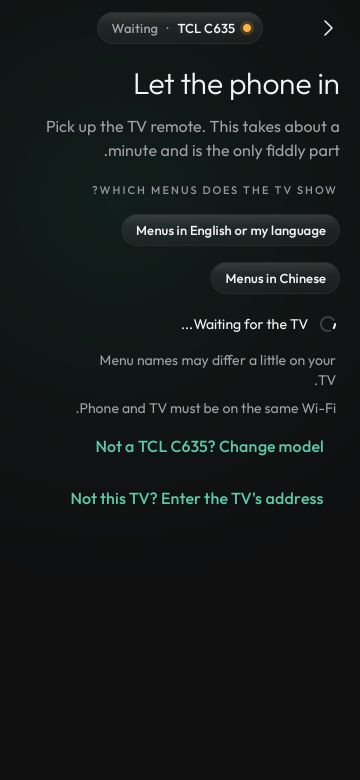 Waiting · TCL C635
Let the phone in
Pick up the TV remote. This takes about a
.minute and is the only fiddly part
?WHICH MENUS DOES THE TV SHOW
Menus in English or my language
Menus in Chinese
...Waiting for the TV
Menu names may differ a little on your
.TV
.Phone and TV must be on the same Wi-Fi
Not a TCL C635? Change model
Not this TV? Enter the TV's address